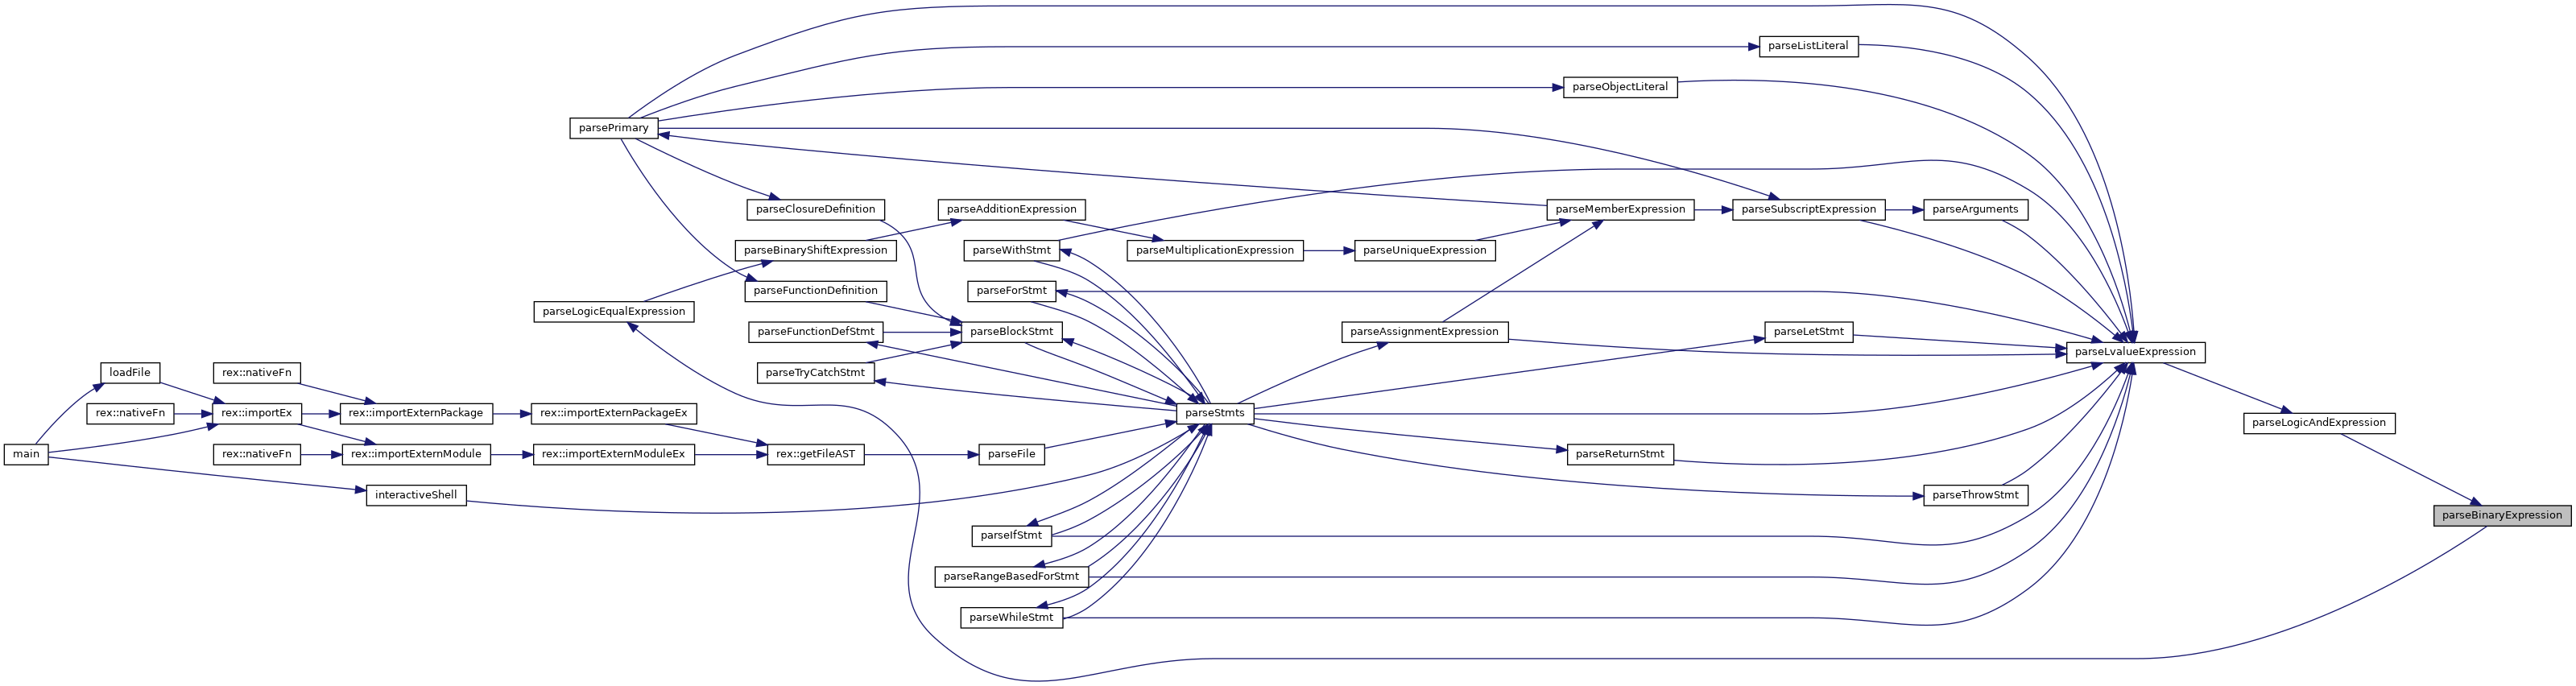 parseListLiteral
parseObjectLiteral
parsePrimary
parseClosureDefinition
parseAdditionExpression
parseMemberExpression
parseSubscriptExpression
parseArguments
parseBinaryShiftExpression
parseWithStmt
parseMultiplicationExpression
parseUniqueExpression
parseFunctionDefinition
parseForStmt
parseLogicEqualExpression
parseFunctionDefStmt
parseBlockStmt
parseAssignmentExpression
parseLetStmt
parseLvalueExpression
loadFile
rex::nativeFn
parseTryCatchStmt
rex::nativeFn
rex::importEx
rex::importExternPackage
rex::importExternPackageEx
parseStmts
parseLogicAndExpression
main
rex::nativeFn
rex::importExternModule
rex::importExternModuleEx
rex::getFileAST
parseFile
parseReturnStmt
interactiveShell
parseThrowStmt
parseBinaryExpression
parseIfStmt
parseRangeBasedForStmt
parseWhileStmt